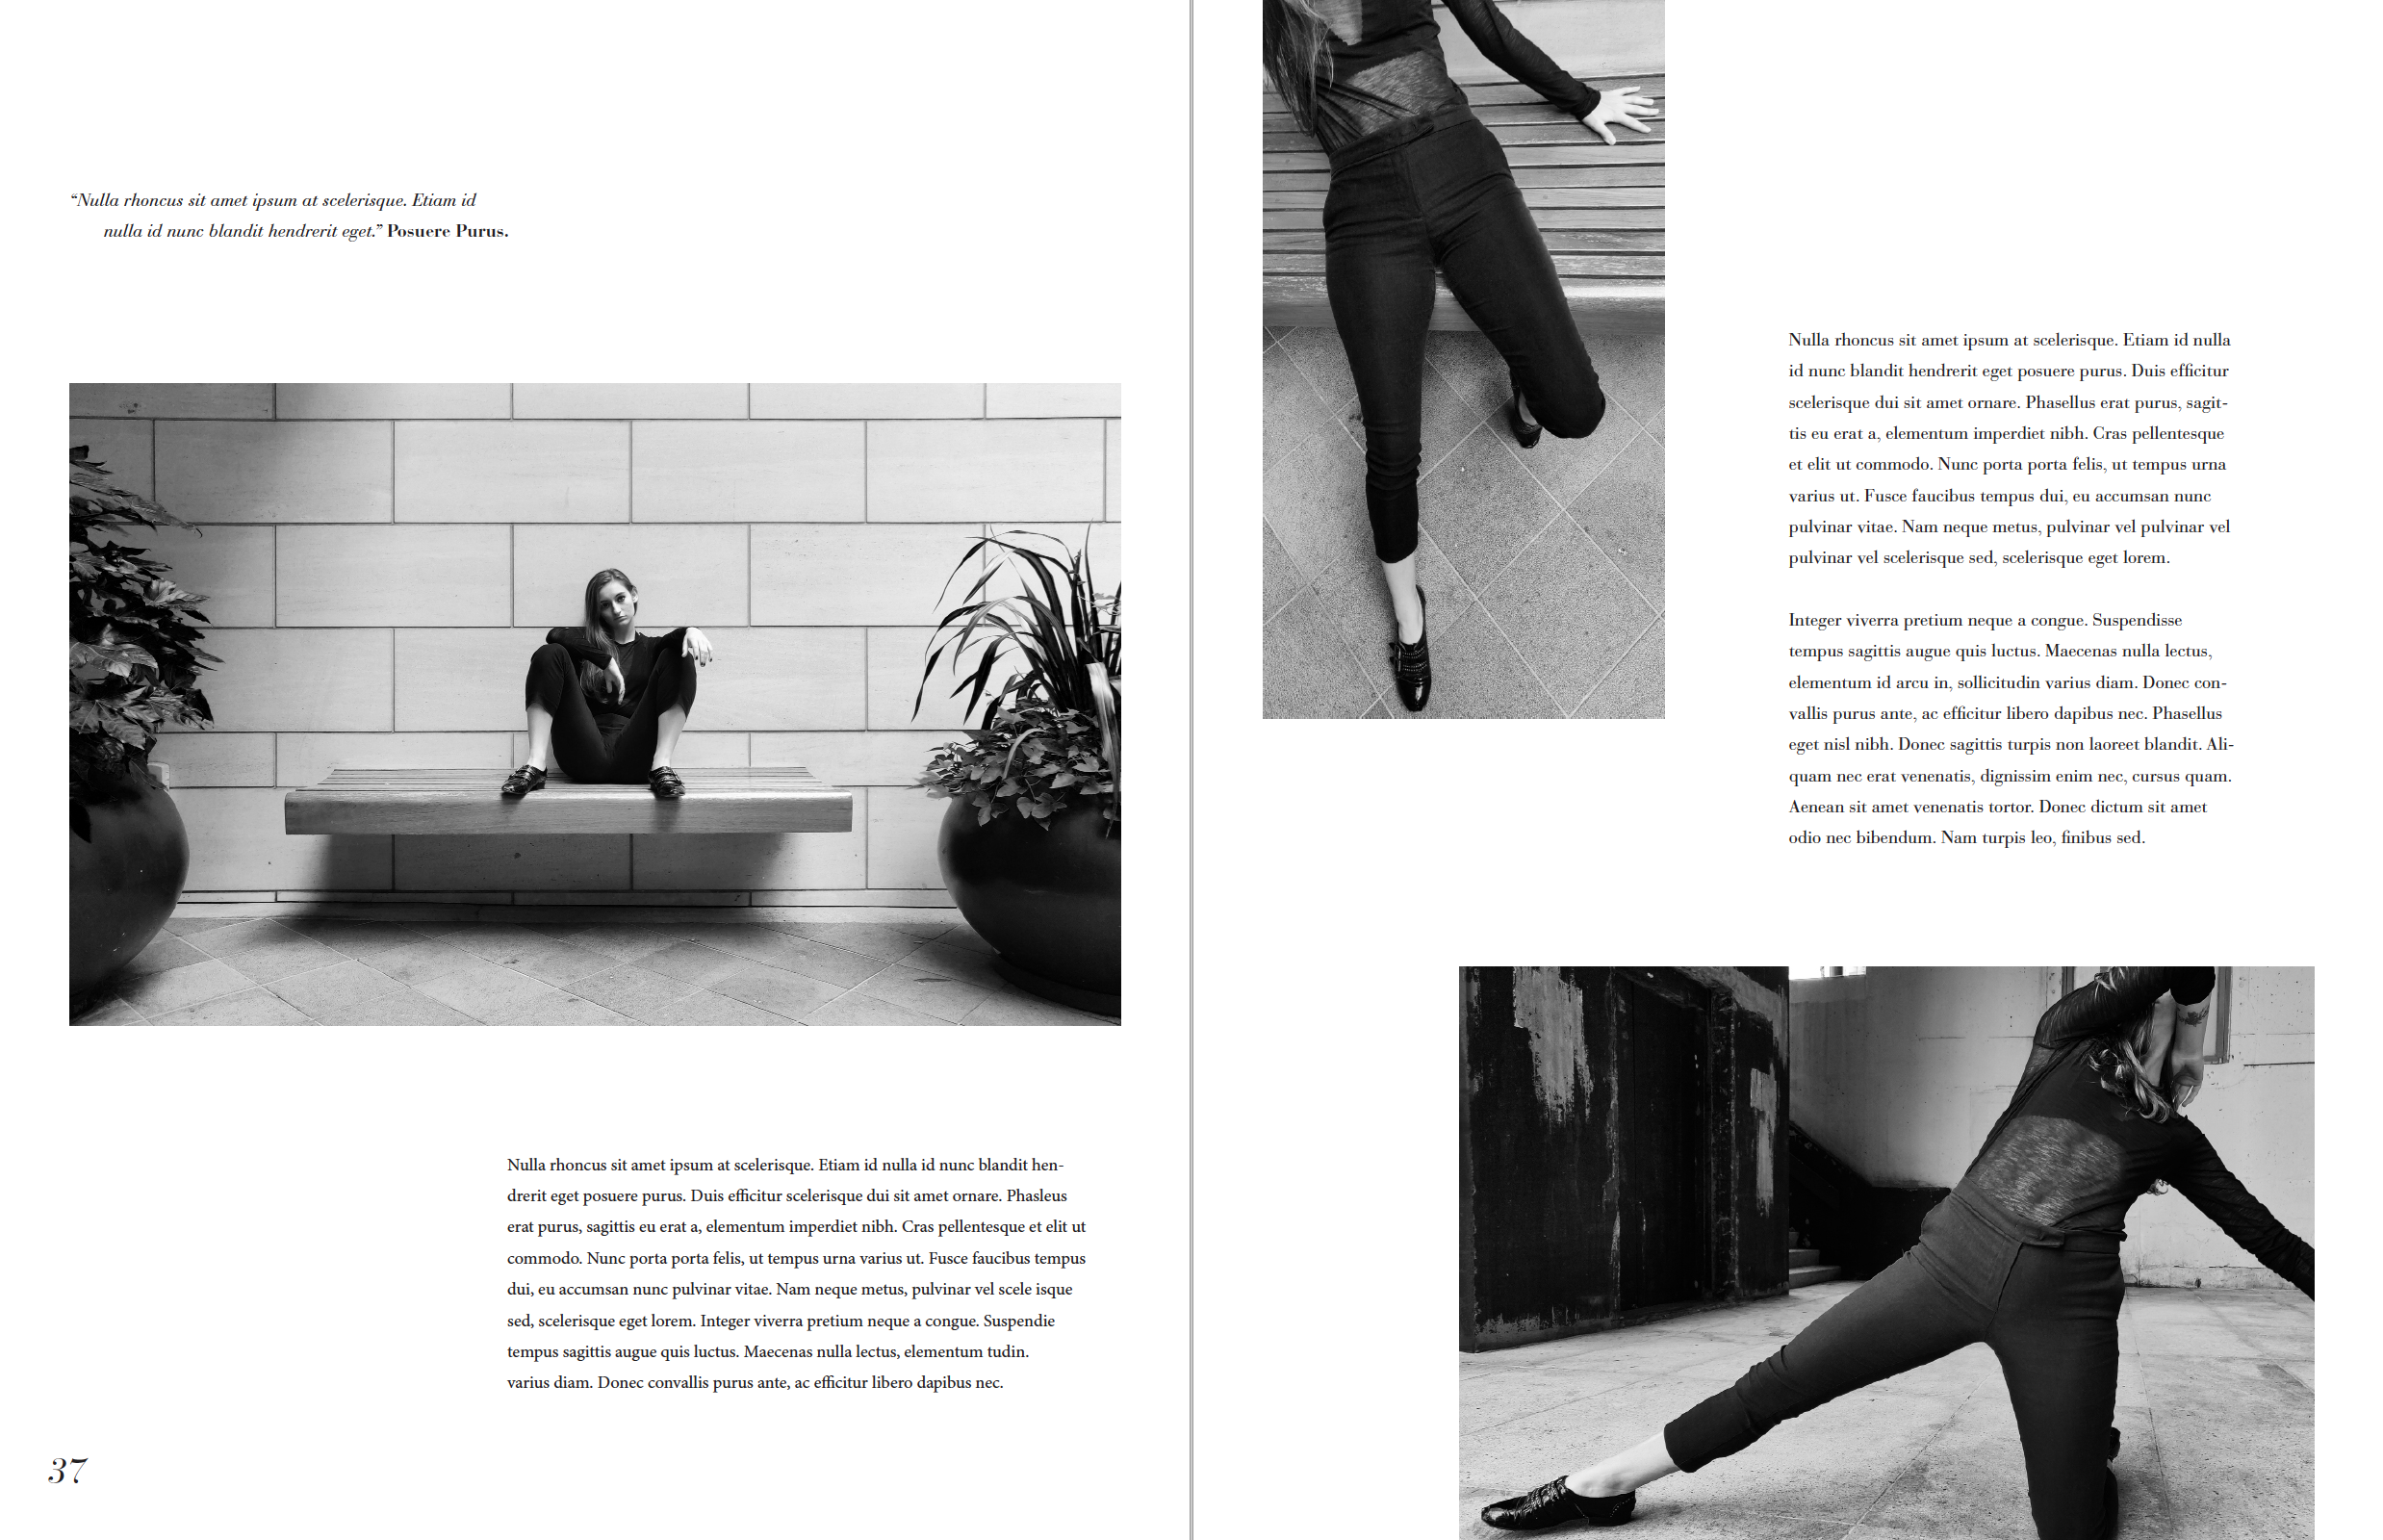 “Nulla rhoncus sit amet ipsum at scelerisque. Etiam id
nulla id nunc blandit hendrerit eget.” Posuere Purus.
Nulla rhoncus sit amet ipsum at scelerisque. Etiam id nulla id nunc blandit hen-
drerit eget posuere purus. Duis efficitur scelerisque dui sit amet ornare. Phasleus
erat purus, sagittis eu erat a, elementum imperdiet nibh. Cras pellentesque et elit ut
commodo. Nunc porta porta felis, ut tempus urna varius ut. Fusce faucibus tempus
dui, eu accumsan nunc pulvinar vitae. Nam neque metus, pulvinar vel scele isque
sed, scelerisque eget lorem. Integer viverra pretium neque a congue. Suspendie
tempus sagittis augue quis luctus. Maecenas nulla lectus, elementum tudin.
varius diam. Donec convallis purus ante, ac efficitur libero dapibus nec.
37
Nulla rhoncus sit amet ipsum at scelerisque. Etiam id nulla
id nunc blandit hendrerit eget posuere purus. Duis efficitur
scelerisque dui sit amet ornare. Phasellus erat purus, sagit-
tis eu erat a, elementum imperdiet nibh. Cras pellentesque
et elit ut commodo. Nunc porta porta felis, ut tempus urna
varius ut. Fusce faucibus tempus dui, eu accumsan nunc
pulvinar vitae. Nam neque metus, pulvinar vel pulvinar vel
pulvinar vel scelerisque sed, scelerisque eget lorem.
Integer viverra pretium neque a congue. Suspendisse
tempus sagittis augue quis luctus. Maecenas nulla lectus,
elementum id arcu in, sollicitudin varius diam. Donec con-
vallis purus ante, ac efficitur libero dapibus nec. Phasellus
eget nisl nibh. Donec sagittis turpis non laoreet blandit. Ali-
quam nec erat venenatis, dignissim enim nec, cursus quam.
Aenean sit amet venenatis tortor. Donec dictum sit amet
odio nec bibendum. Nam turpis leo, finibus sed.